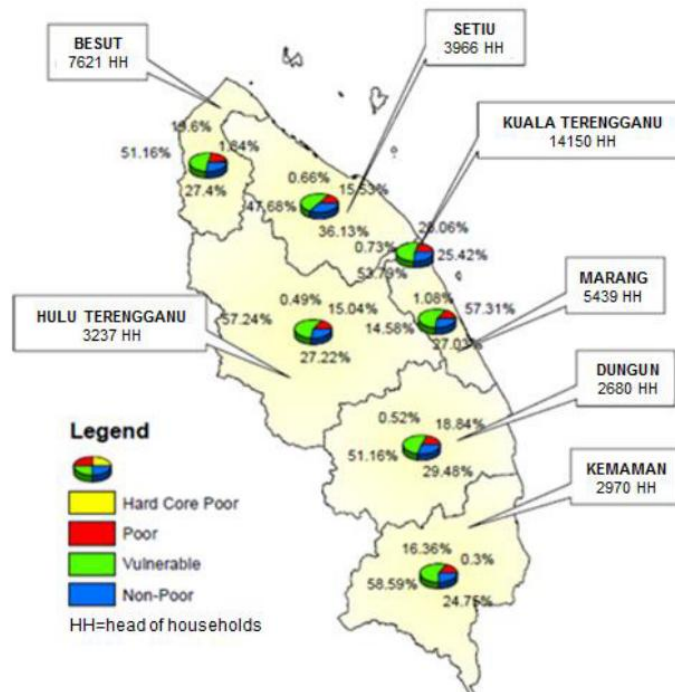 BESUT
7621 HH
SETIU
3966 HH
KUALA TERENGGANU
14150 HH
19.6%
1.84%
51.16%
27.4%
0.66%
15.53%
47.68%
36.13%
20.06%
0.73%
25.42%
53.79%
MARANG
5439 HH
1.08%
57.31%
14.58%
27.03%
HULU TERENGGANU
3237 HH
0.49%
57.24%
15.04%
27.22%
DUNGUN
2680 HH
0.52%
18.84%
51.16%
29.48%
KEMAMAN
2970 HH
16.36%
0.3%
58.59%
24.75%
Legend
Hard Core Poor
Poor
Vulnerable
Non-Poor
HH=head of households